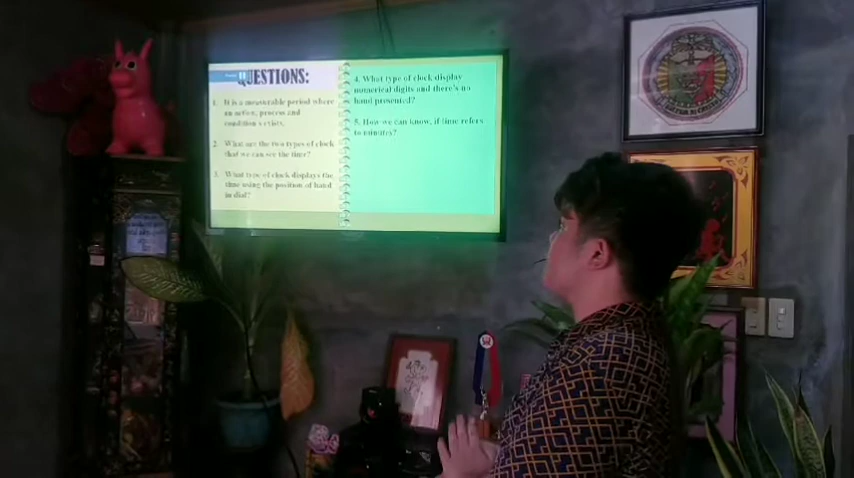 QUESTIONS:
1. It is a measurable period where
an action, process and
condition exists.
2. What are the two types of clock
that we can see the time?
3. What type of clock displays the
time using the position of hand
in dial?
4. What type of clock display
numerical digits and there's no
hand presented?
5. How we can know, if time refers
to minutes?